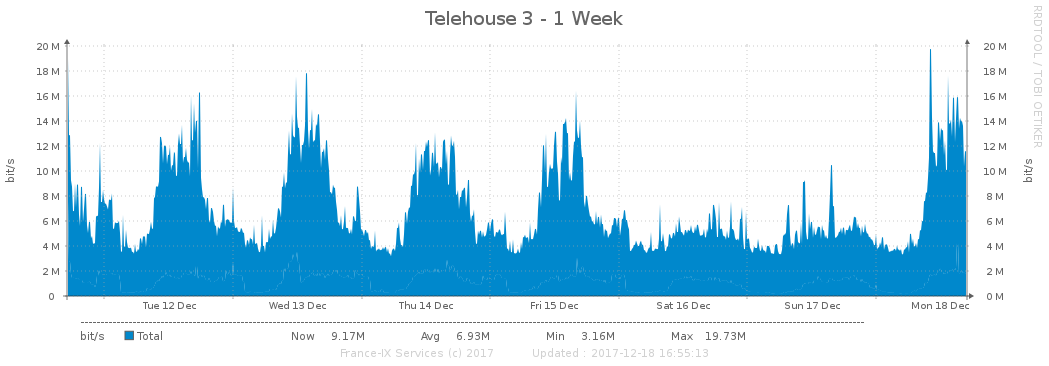 Telehouse 3 - 1 Week
RRDTOOL / TOBI OETIKER
bit/s
20 M
18 M
16 M
14 M
12 M
10 M
8 M
6 M
4 M
2 M
0
20 M
18 M
16 M
14 M
12 M
10 M
8 M
6 M
4 M
2 M
0 M
bit/s
Tue 12 Dec Wed 13 Dec Thu 14 Dec Fri 15 Dec Sat 16 Dec Sun 17 Dec Mon 18 Dec
bit/s Total Now 9.17M Avg 6.93M Min 3.16M Max 19.73M
France-IX Services (c) 2017 Updated : 2017-12-18 16:55:13